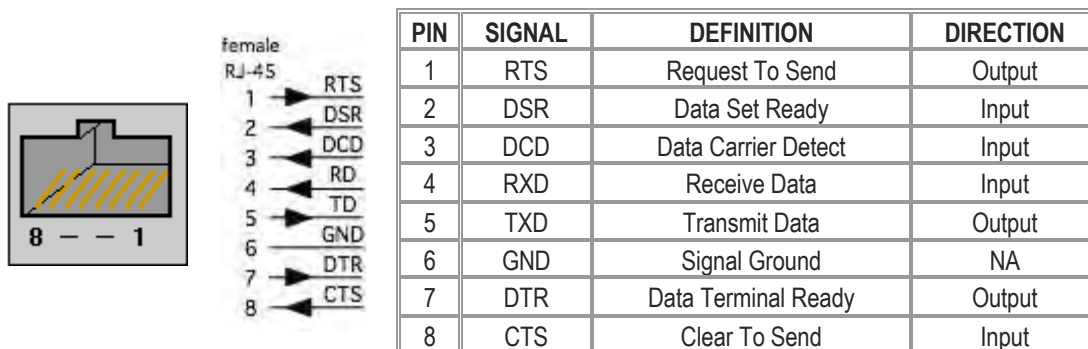 8 – – 1
female
RJ-45
1 RTS
2 DSR
3 DCD
4 RD
5 TD
6 GND
7 DTR
8 CTS
PIN SIGNAL DEFINITION DIRECTION
1 RTS Request To Send Output
2 DSR Data Set Ready Input
3 DCD Data Carrier Detect Input
4 RXD Receive Data Input
5 TXD Transmit Data Output
6 GND Signal Ground NA
7 DTR Data Terminal Ready Output
8 CTS Clear To Send Input